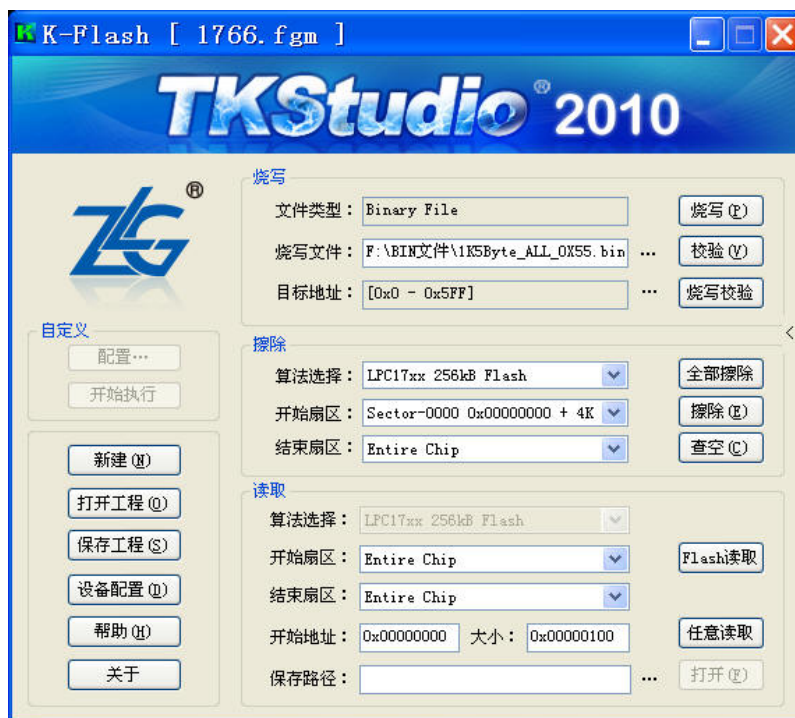 K-Flash [ 1766.fgm ]
TKStudio® 2010
ZLG®
自定义
配置…
开始执行
新建(N)
打开工程(O)
保存工程(S)
设备配置(D)
帮助(H)
关于
烧写
文件类型： Binary File 烧写(P)
烧写文件： F:\BIN文件\1K5Byte_ALL_0X55.bin … 校验(V)
目标地址： [0x0 - 0x5FF] … 烧写校验
擦除
算法选择： LPC17xx 256kB Flash 全部擦除
开始扇区： Sector-0000 0x00000000 + 4K 擦除(E)
结束扇区： Entire Chip 查空(C)
读取
算法选择： LPC17xx 256kB Flash
开始扇区： Entire Chip Flash读取
结束扇区： Entire Chip
开始地址： 0x00000000 大小： 0x00000100 任意读取
保存路径： … 打开(F)